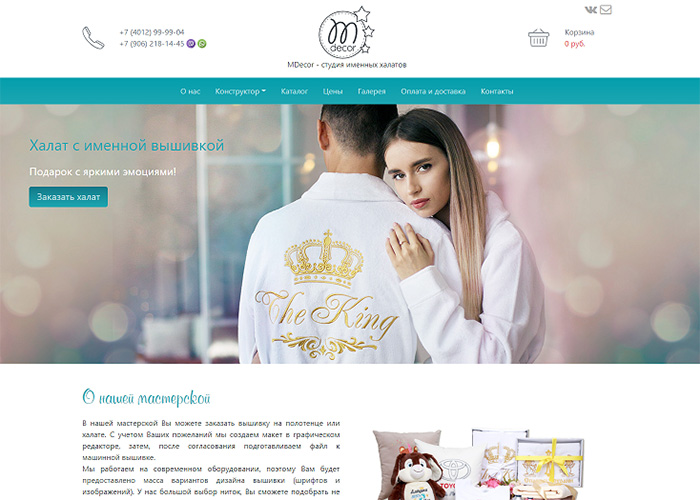 +7 (4012) 99-99-04
+7 (906) 218-14-45
M
decor
MDecor - студия именных халатов
Корзина
0 руб.
О нас Конструктор Каталог Цены Галерея Оплата и доставка Контакты
Халат с именной вышивкой
Подарок с яркими эмоциями!
Заказать халат
The King
О нашей мастерской
В нашей мастерской Вы можете заказать вышивку на полотенце или
халате. С учетом Ваших пожеланий мы создаем макет в графическом
редакторе, затем, после согласования подготавливаем файл к
машинной вышивке.
Мы работаем на современном оборудовании, поэтому Вам будет
предоставлено масса вариантов дизайна вышивки (шрифтов и
изображений). У нас большой выбор ниток, Вы сможете подобрать не
TOYOTA